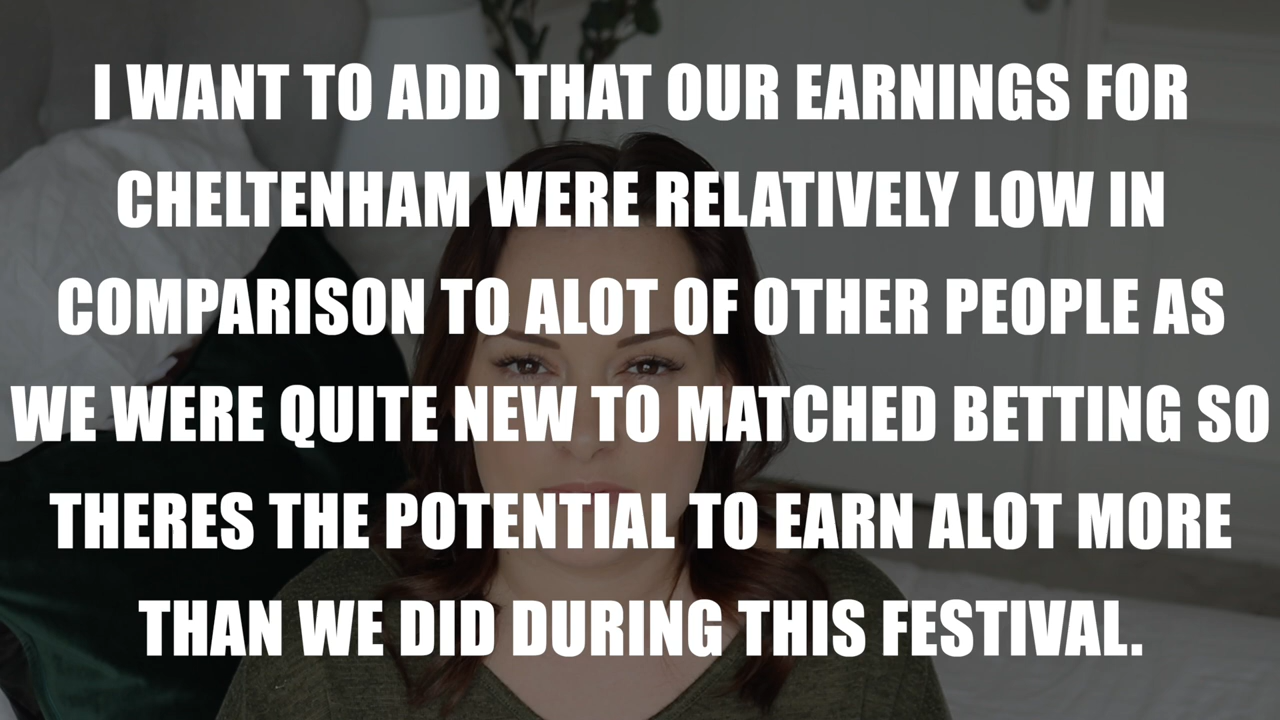 I WANT TO ADD THAT OUR EARNINGS FOR
CHELTENHAM WERE RELATIVELY LOW IN
COMPARISON TO ALOT OF OTHER PEOPLE AS
WE WERE QUITE NEW TO MATCHED BETTING SO
THERES THE POTENTIAL TO EARN ALOT MORE
THAN WE DID DURING THIS FESTIVAL.